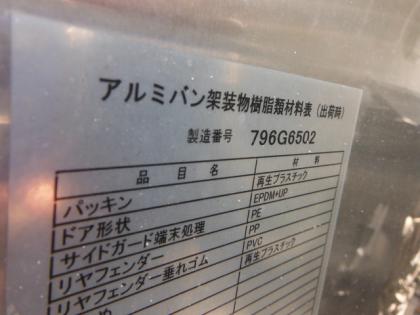 アルミバン架装物樹脂類材料表(出荷時)
製造番号 796G6502
品目名 材料
パッキン 再生プラスチック
ドア形状 EPDM+UP
サイドガード端末処理 PE
リヤフェンダー PP
リヤフェンダー垂れゴム PVC
再生プラスチック